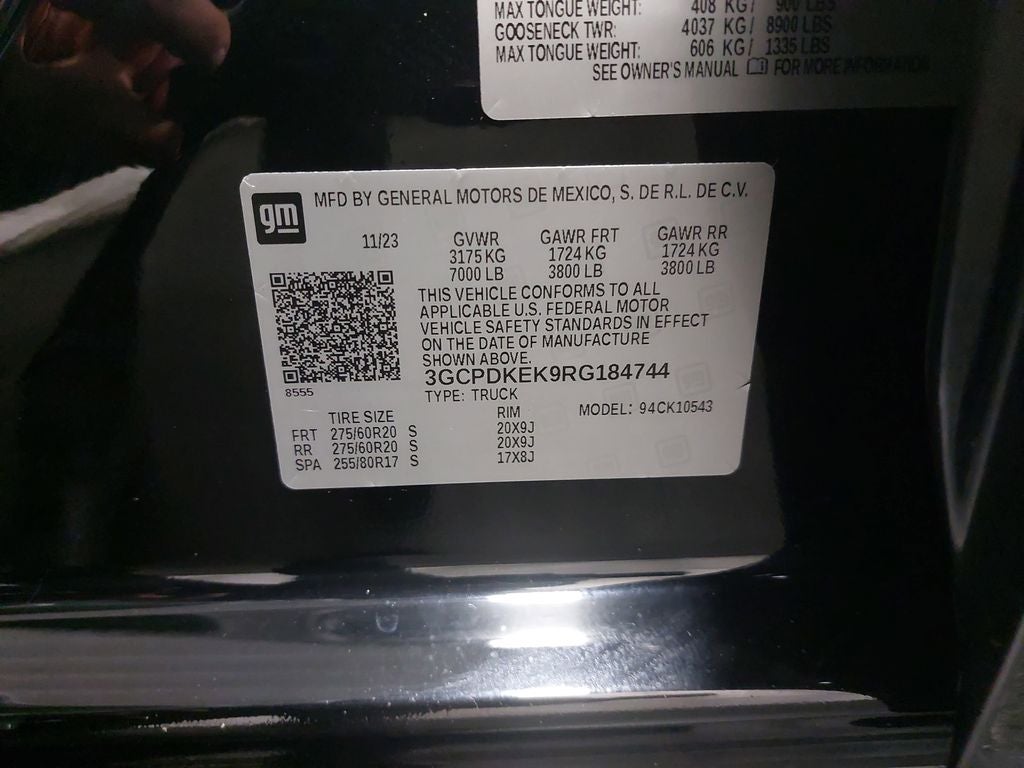 MAX TONGUE WEIGHT: 408 KG/ 900 LBS
GOOSENECK TWR: 4037 KG/ 8900 LBS
MAX TONGUE WEIGHT: 606 KG/ 1335 LBS
SEE OWNER'S MANUAL FOR MORE INFORMATION
gm
MFD BY GENERAL MOTORS DE MEXICO, S. DE R.L. DE C.V.
11/23 GVWR GAWR FRT GAWR RR
3175 KG 1724 KG 1724 KG
7000 LB 3800 LB 3800 LB
THIS VEHICLE CONFORMS TO ALL
APPLICABLE U.S. FEDERAL MOTOR
VEHICLE SAFETY STANDARDS IN EFFECT
ON THE DATE OF MANUFACTURE
SHOWN ABOVE.
3GCPDKEK9RG184744
8555
TYPE: TRUCK
TIRE SIZE RIM MODEL: 94CK10543
FRT 275/60R20 S 20X9J
RR 275/60R20 S 20X9J
SPA 255/80R17 S 17X8J